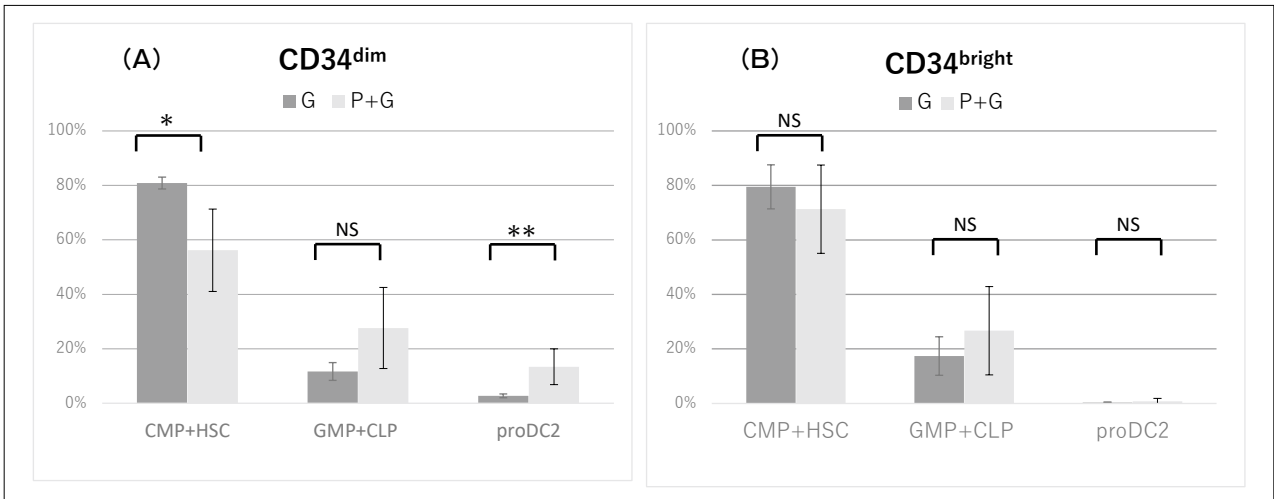 (A)
CD34dim
G P+G
*
100%
80%
60%
40%
20%
0%
NS
**
CMP+HSC GMP+CLP proDC2
(B)
CD34bright
G P+G
NS
100%
80%
60%
40%
20%
0%
NS
NS
CMP+HSC GMP+CLP proDC2